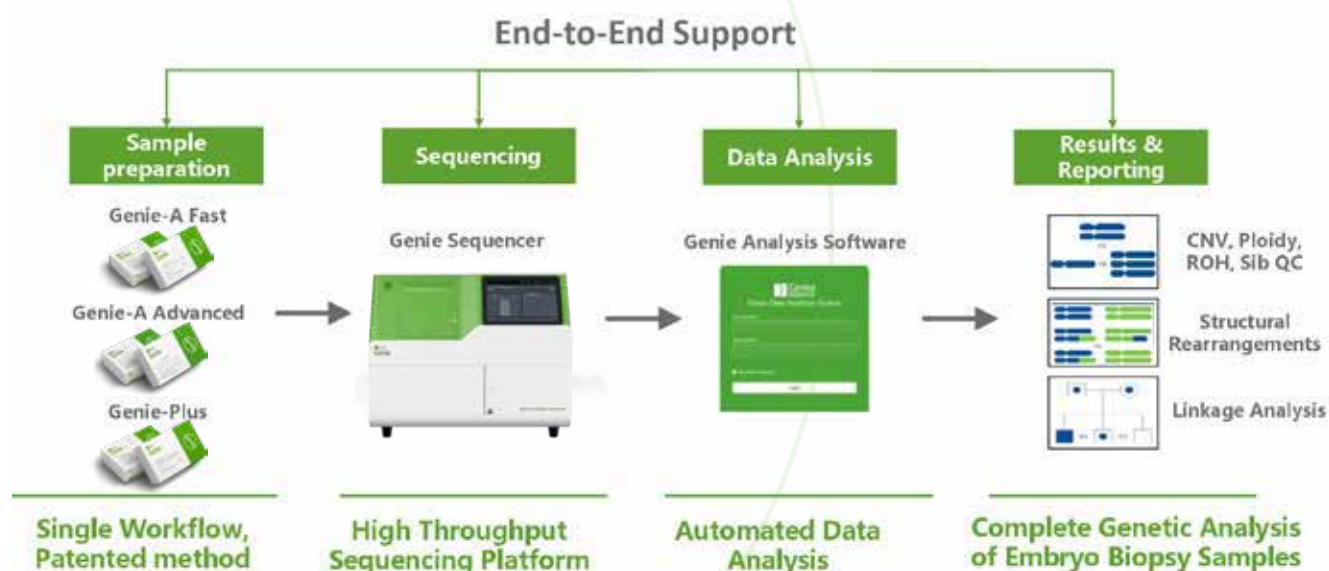 End-to-End Support
Sample
preparation
Sequencing
Data Analysis
Results &
Reporting
Genie-A Fast
Genie-A Advanced
Genie-Plus
Genie Sequencer
Genie Analysis Software
CNV, Ploidy,
ROH, Sib QC
Structural
Rearrangements
Linkage Analysis
Single Workflow,
Patented method
High Throughput
Sequencing Platform
Automated Data
Analysis
Complete Genetic Analysis
of Embryo Biopsy Samples